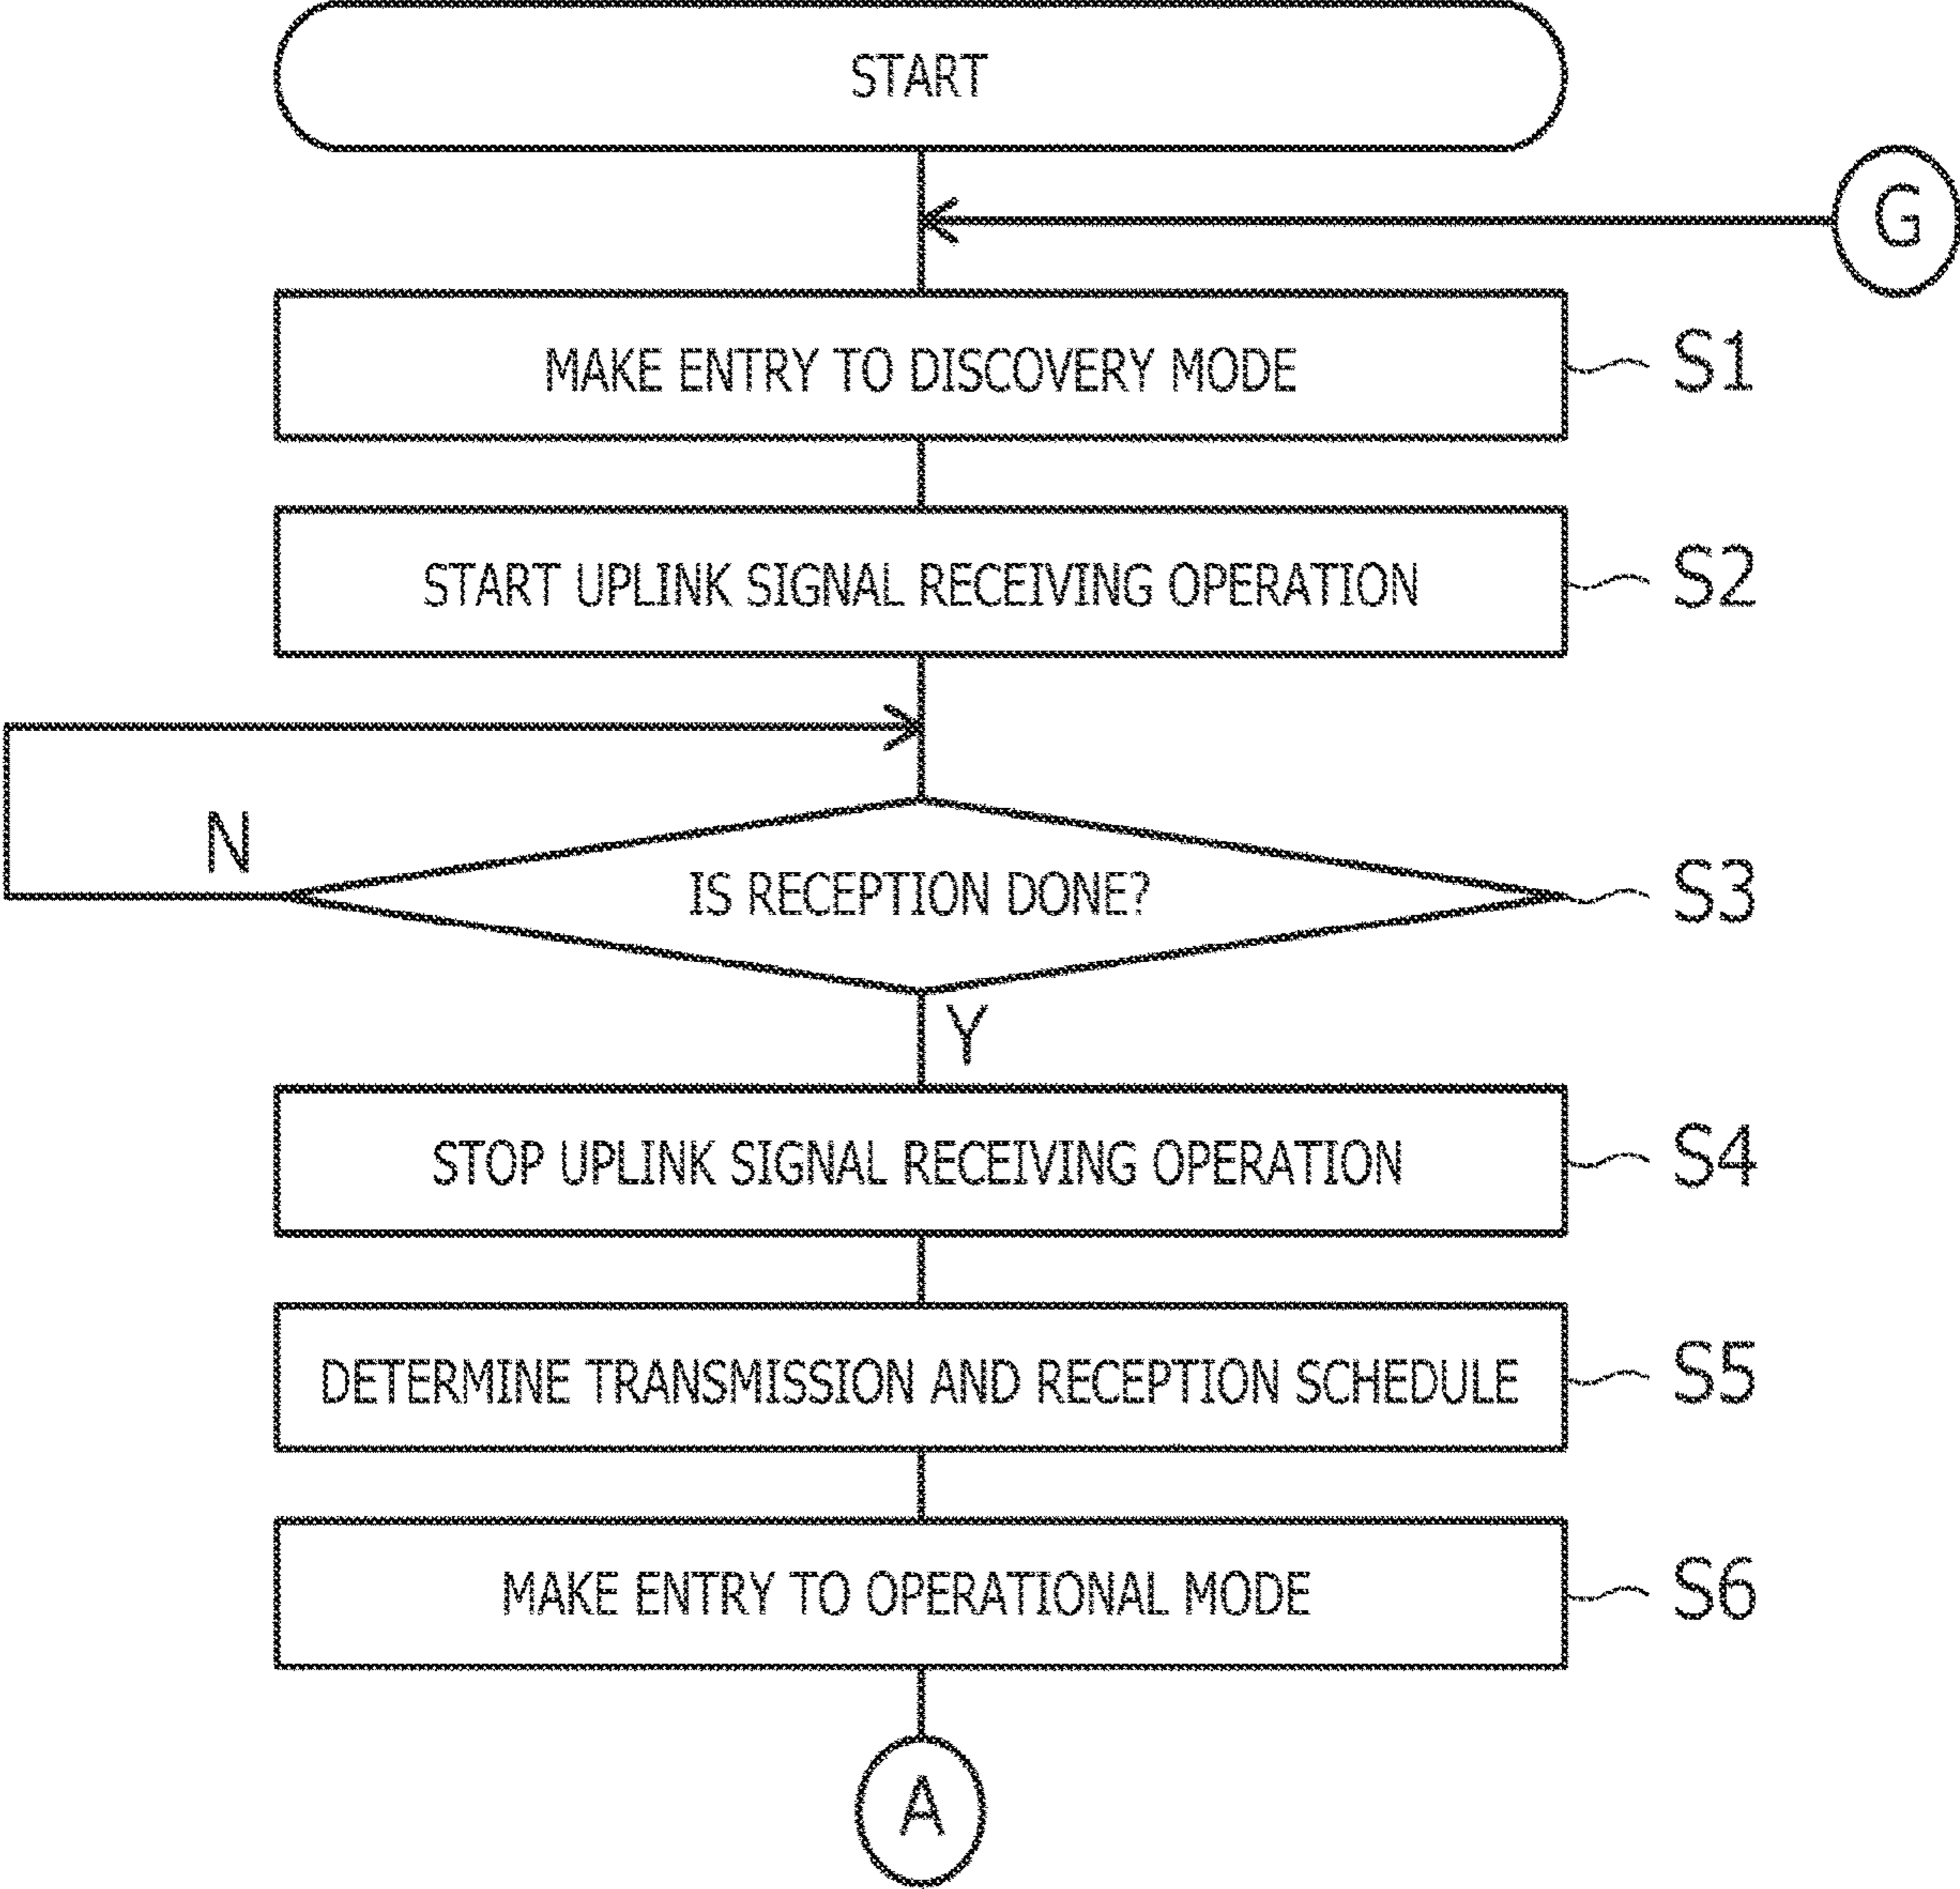 START
G
MAKE ENTRY TO DISCOVERY MODE
S1
START UPLINK SIGNAL RECEIVING OPERATION
S2
N
IS RECEPTION DONE?
S3
Y
STOP UPLINK SIGNAL RECEIVING OPERATION
S4
DETERMINE TRANSMISSION AND RECEPTION SCHEDULE
S5
MAKE ENTRY TO OPERATIONAL MODE
S6
A